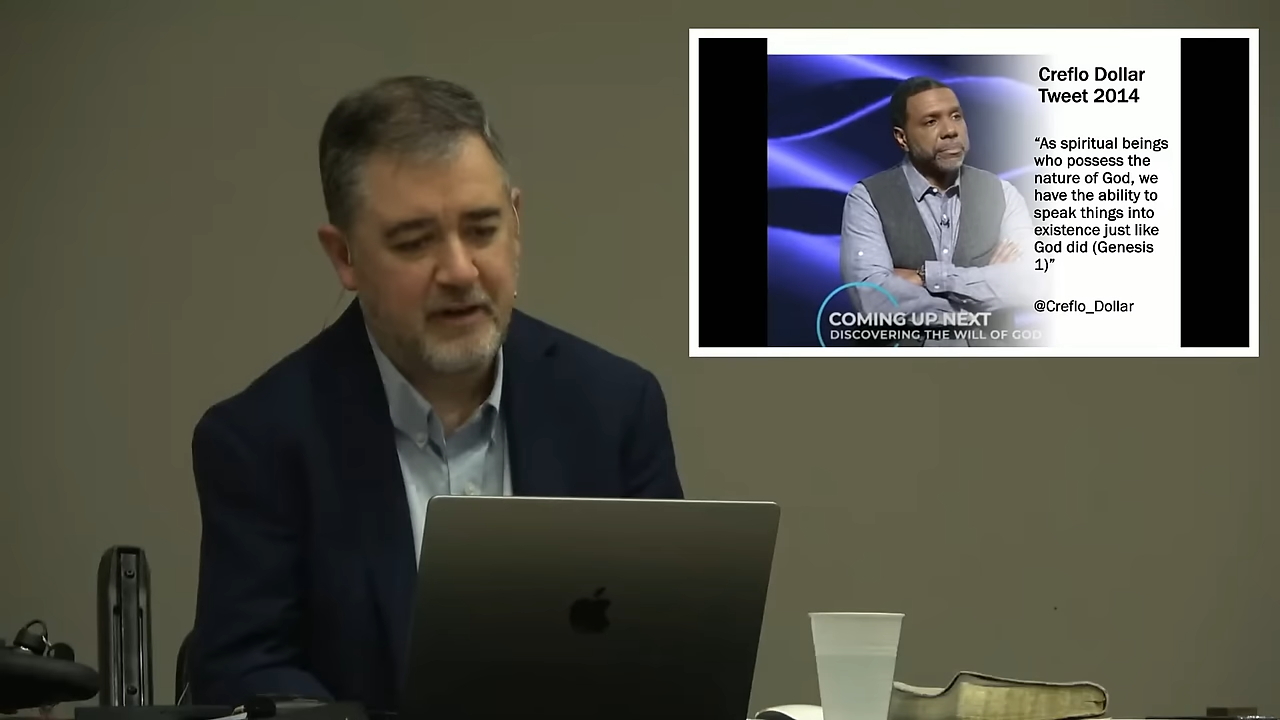 Creflo Dollar
Tweet 2014
“As spiritual beings
who possess the
nature of God, we
have the ability to
speak things into
existence just like
God did (Genesis
1)”
@Creflo_Dollar
COMING UP NEXT
DISCOVERING THE WILL OF GOD